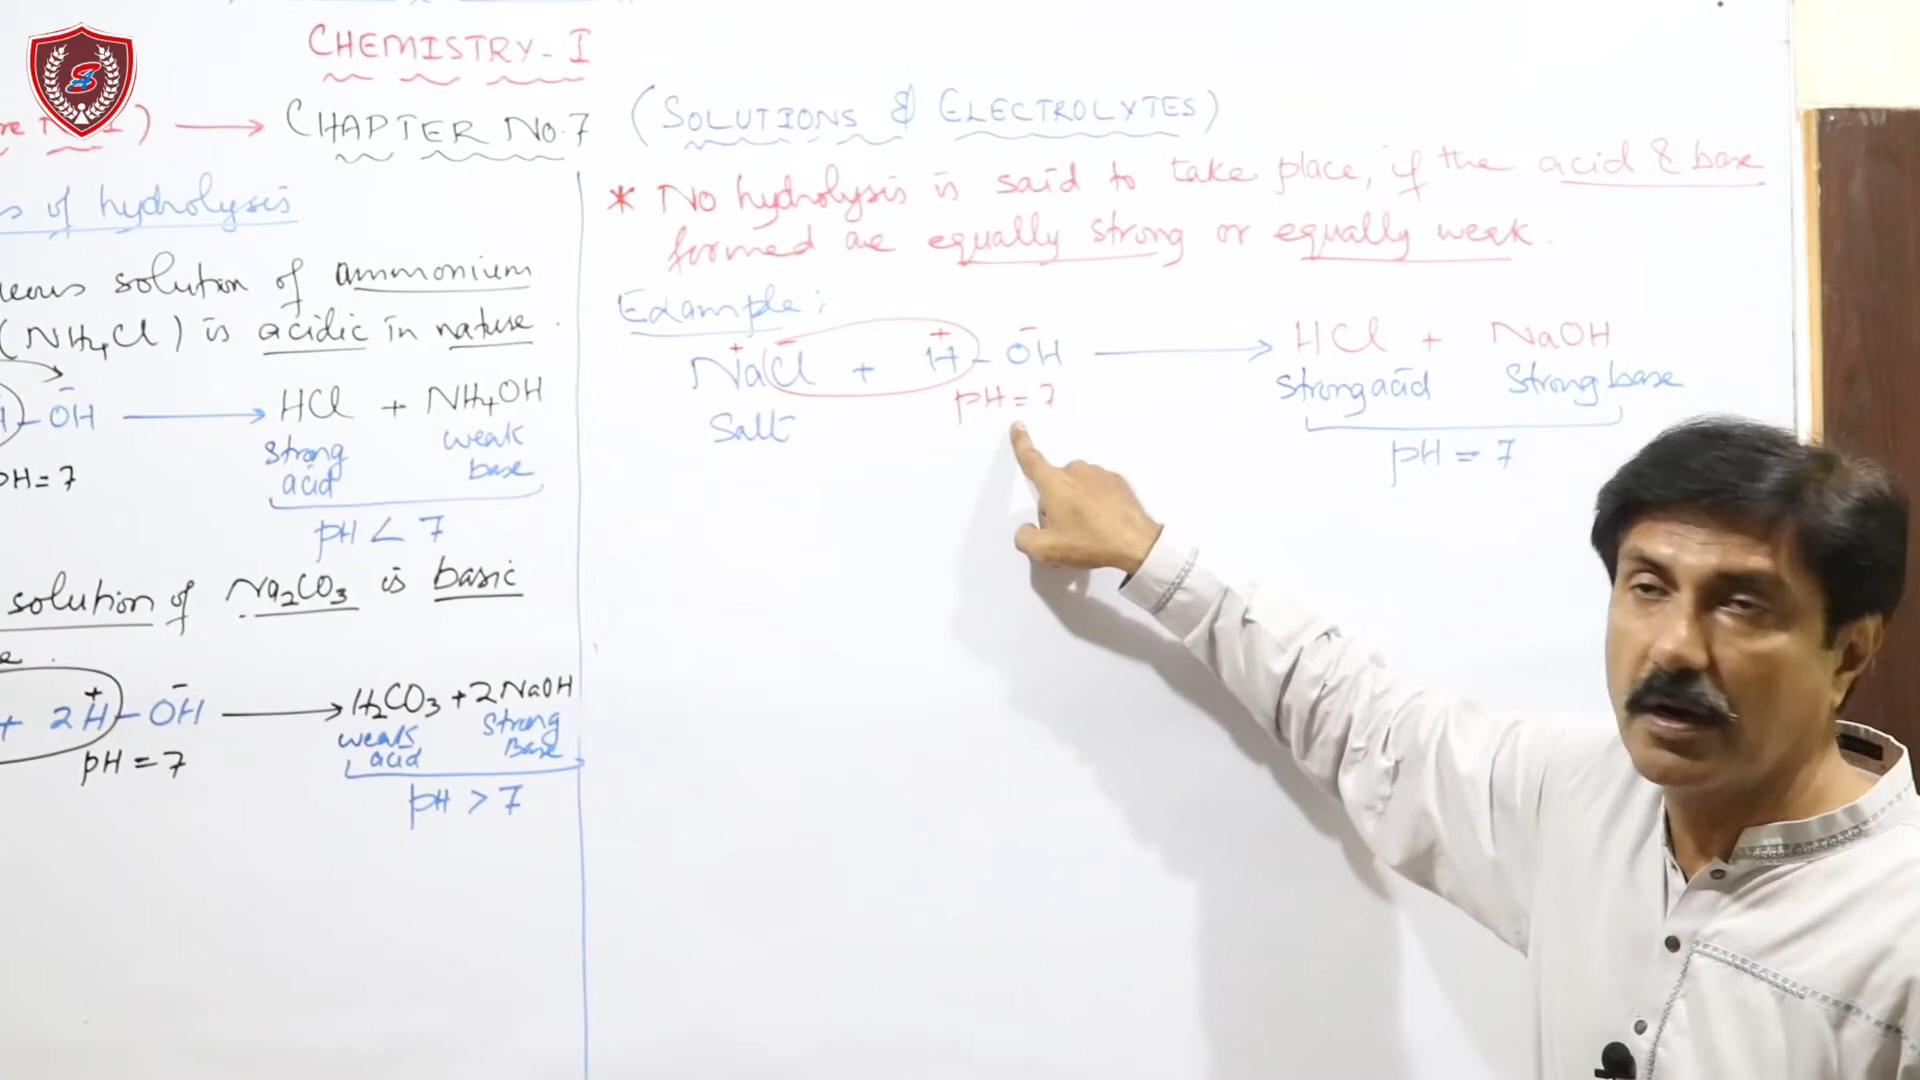 CHEMISTRY-I
) → CHAPTER No.7 (SOLUTIONS & ELECTROLYTES)
of hydrolysis
solution of ammonium
(NH4Cl) is acidic in nature.
-OH⁻ → HCl + NH4OH
strong acid
weak base
pH=7
pH < 7
solution of Na2CO3 is basic
+ 2H⁺-OH⁻ → H2CO3 + 2NaOH
weak acid
Strong Base
pH = 7
pH > 7
* No hydrolysis is said to take place, if the acid & base
formed are equally strong or equally weak.
Example:
Na⁺Cl⁻ + H⁺-OH⁻ → HCl + NaOH
Salt
pH = 7
strong acid
Strong base
pH = 7